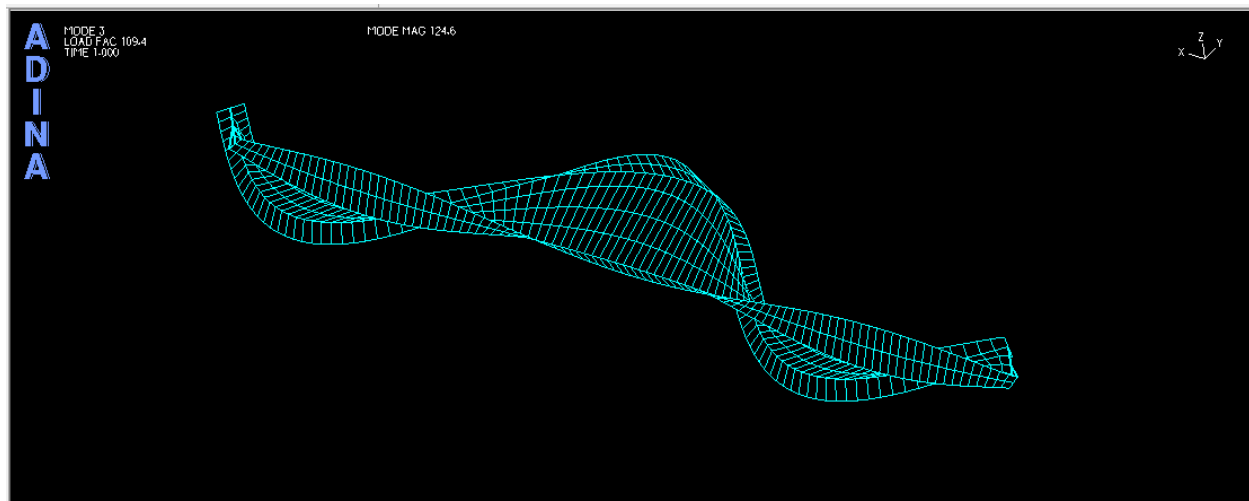 ADINA
MODE 3
LOAD FAC 109.4
TIME 1.000
MODE MAG 124.6
Z
X
Y